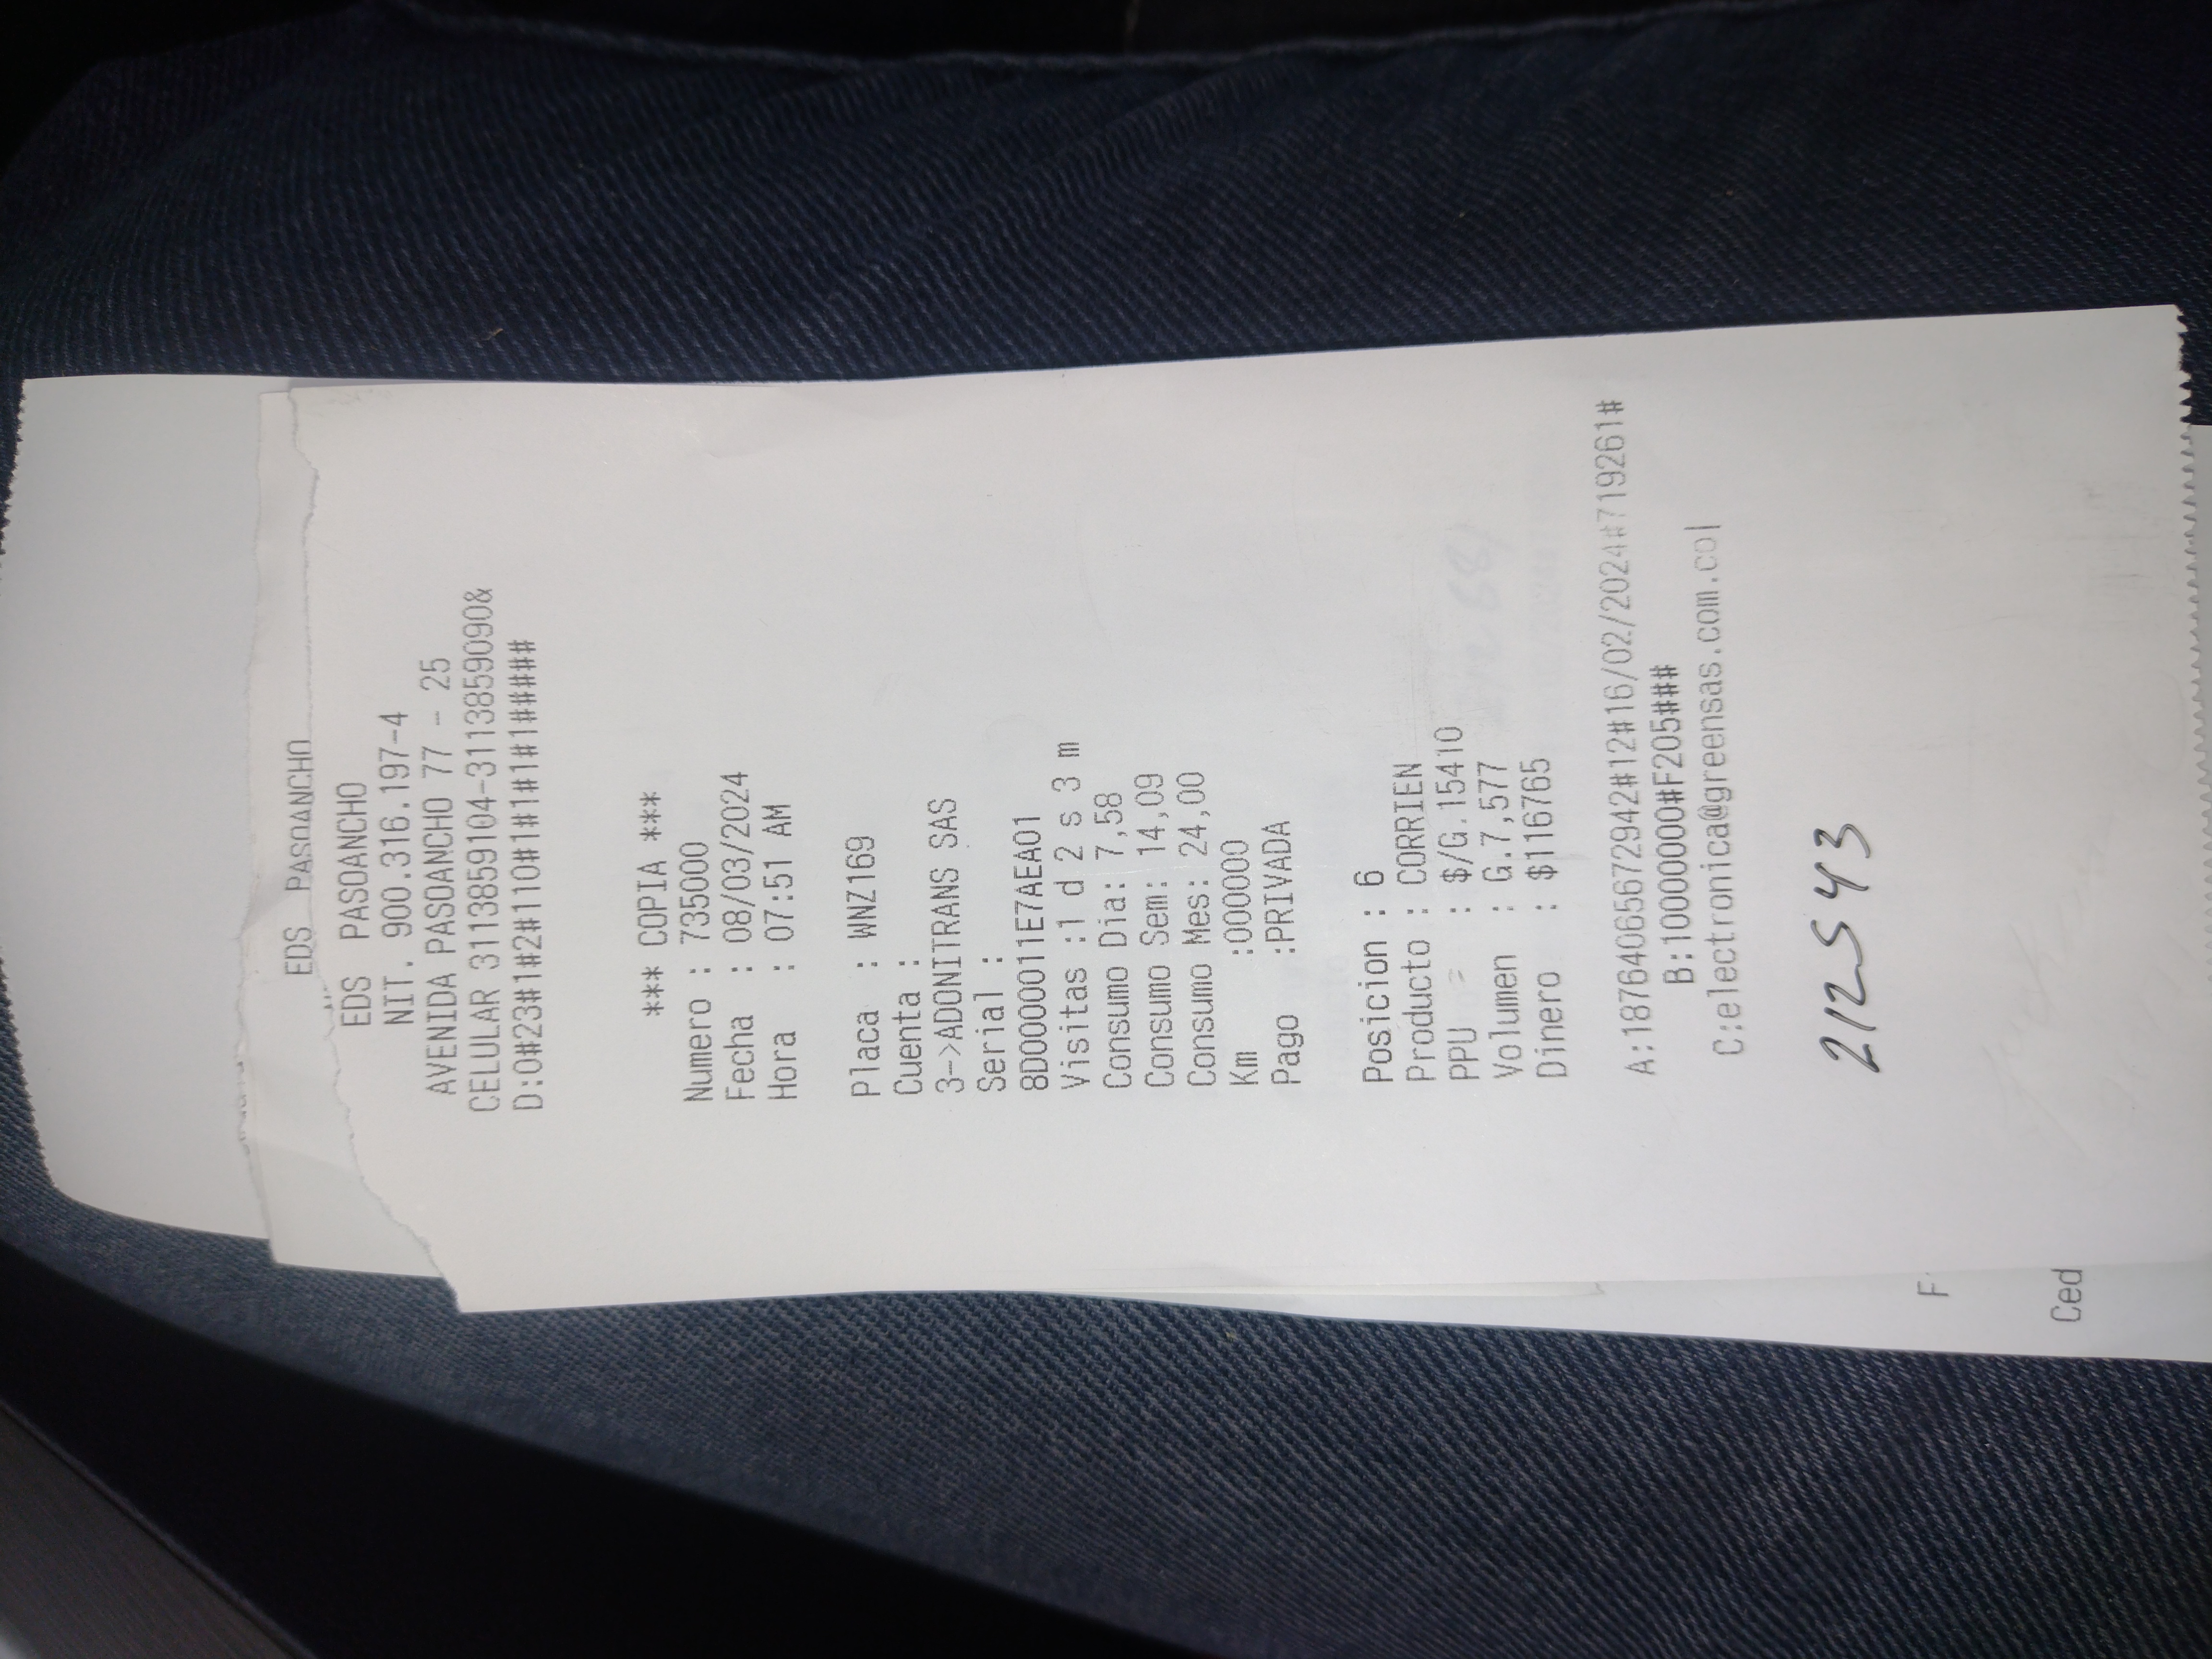 EDS PASOANCHO
EDS PASOANCHO
NIT. 900.316.197-4
AVENIDA PASOANCHO 77 - 25
CELULAR 3113859104-3113859090&
D:0#23#1#2#110#1#1#1#1#1####
*** COPIA ***
Numero : 735000
Fecha : 08/03/2024
Hora : 07:51 AM
Placa : WNZ169
Cuenta :
3->ADONITRANS SAS
Serial :
8D000011E7AEA01
Visitas :1 d 2 s 3 m
Consumo Dia: 7,58
Consumo Sem: 14,09
Consumo Mes: 24,00
Km :000000
Pago :PRIVADA
Posicion : 6
Producto : CORRIEN
PPU : $/G.15410
Volumen : G.7,577
Dinero : $116765
A:18764065672942#12#16/02/2024#719261#
B:1000000#F205###
C:electronica@greensas.com.col
212543
F
Ced